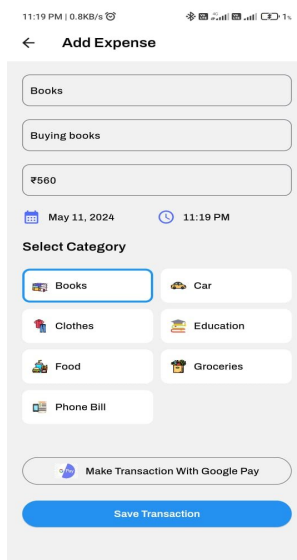 11:19 PM | 0.8KB/s
Add Expense
Books
Buying books
₹560
May 11, 2024 11:19 PM
Select Category
Books Car
Clothes Education
Food Groceries
Phone Bill
Make Transaction With Google Pay
Save Transaction